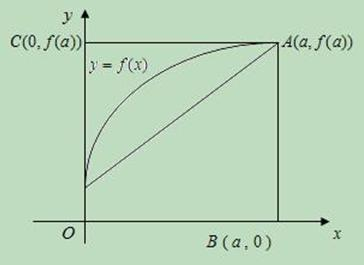 y
C(0, f(a)) A(a, f(a))
y = f(x)
O B ( a , 0 ) x